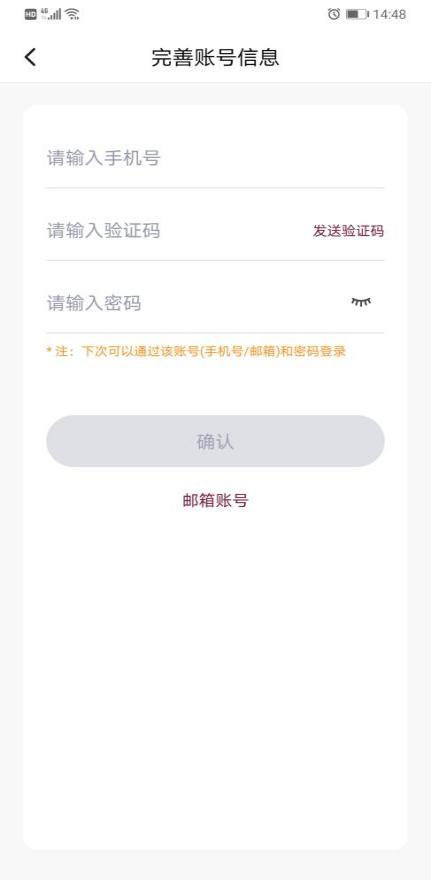 HD 4G 14:48
完善账号信息
请输入手机号
请输入验证码 发送验证码
请输入密码
* 注：下次可以通过该账号(手机号/邮箱)和密码登录
确认
邮箱账号